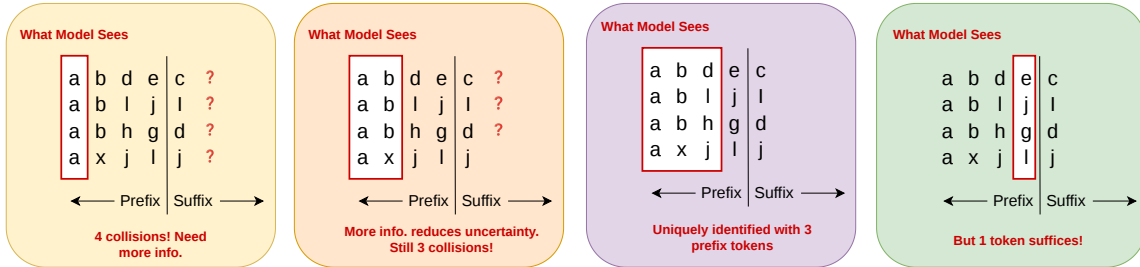 What Model Sees
a b d e c ?
a b l j I ?
a b h g d ?
a x j l j ?
Prefix Suffix
4 collisions! Need
more info.
What Model Sees
a b d e c ?
a b l j I ?
a b h g d ?
a x j l j
Prefix Suffix
More info. reduces uncertainty.
Still 3 collisions!
What Model Sees
a b d e c
a b l j I
a b h g d
a x j l j
Prefix Suffix
Uniquely identified with 3
prefix tokens
What Model Sees
a b d e c
a b l j I
a b h g d
a x j l j
Prefix Suffix
But 1 token suffices!